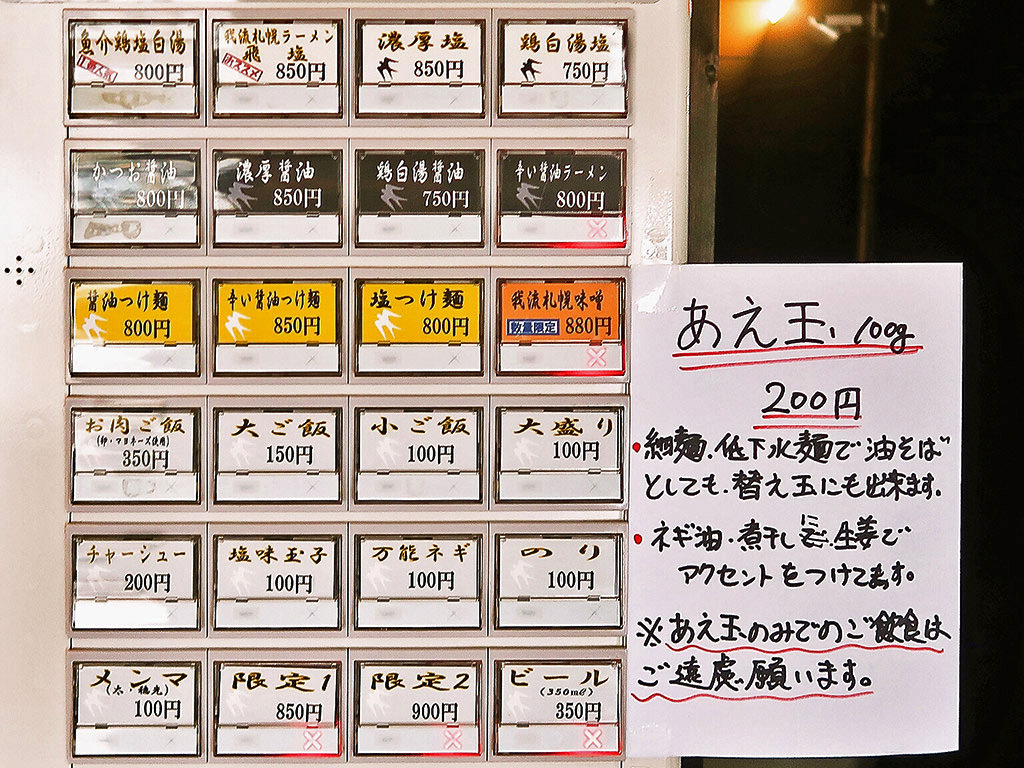 魚介鶏塩白湯
800円
我流札幌ラーメン
飛塩
オススメ
850円
濃厚塩
850円
鶏白湯塩
750円
かつお醤油
800円
濃厚醤油
850円
鶏白湯醤油
750円
辛い醤油ラーメン
800円
醤油つけ麺
800円
辛い醤油つけ麺
850円
塩つけ麺
800円
我流札幌味噌
数量限定 880円
お肉ご飯
(卵・マヨネーズ使用)
350円
大ご飯
150円
小ご飯
100円
大盛り
100円
チャーシュー
200円
塩味玉子
100円
万能ネギ
100円
のり
100円
メンマ
100円
限定1
850円
限定2
900円
ビール
(350ml)
350円
あえ玉 100g
200円
・細麺.低下水麺で油そば
としても.替え玉にも出来ます。
・ネギ油.煮干し 生姜で
アクセントをつけてます。
※あえ玉のみでのご飲食は
ご遠慮願います。